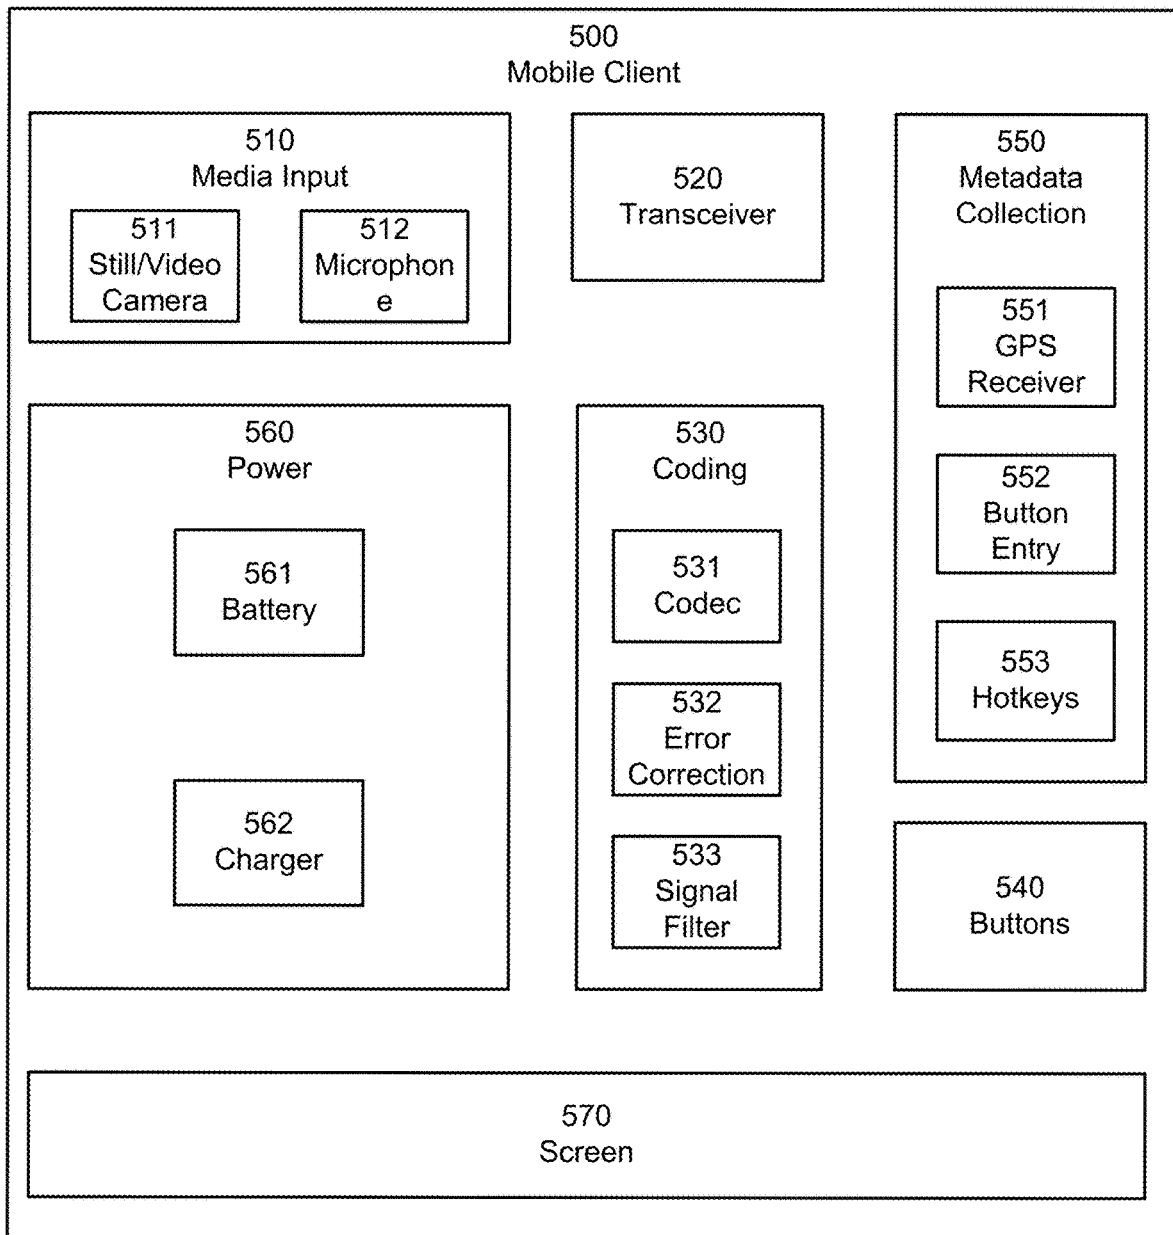 500
Mobile Client
510
Media Input
511
Still/Video
Camera
512
Microphon
e
520
Transceiver
550
Metadata
Collection
551
GPS
Receiver
552
Button
Entry
553
Hotkeys
560
Power
561
Battery
562
Charger
530
Coding
531
Codec
532
Error
Correction
533
Signal
Filter
540
Buttons
570
Screen